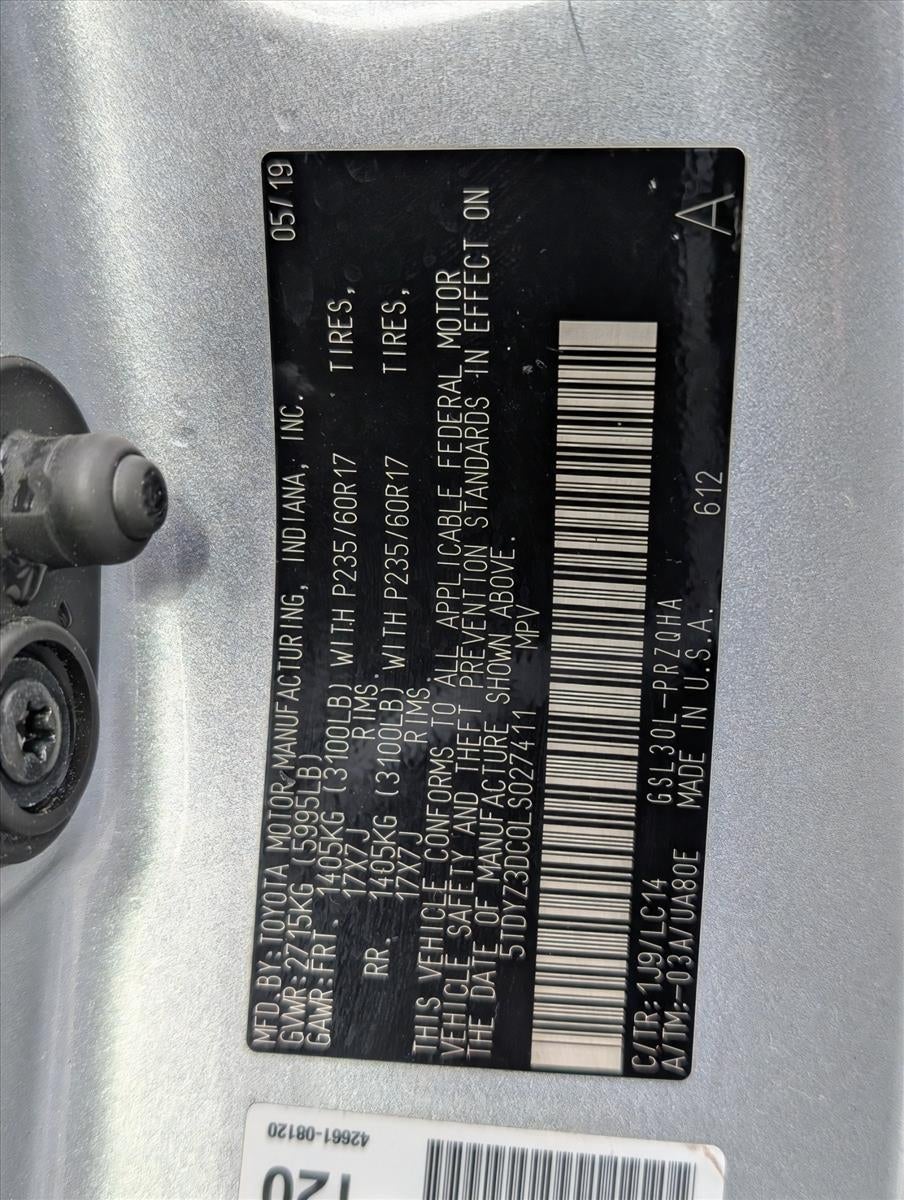 MFD.BY:TOYOTA MOTOR MANUFACTURING, INDIANA, INC. 05/19
GVWR:2715KG (5995LB)
GAWR:FRT. 1405KG (3100LB) WITH P235/60R17 TIRES,
17X7J RIMS.
RR. 1405KG (3100LB) WITH P235/60R17 TIRES,
17X7J RIMS.
THIS VEHICLE CONFORMS TO ALL APPLICABLE FEDERAL MOTOR
VEHICLE SAFETY AND THEFT PREVENTION STANDARDS IN EFFECT ON
THE DATE OF MANUFACTURE SHOWN ABOVE.
5TDYZ3DC0LS027411 MPV
C/TR:1J9/LC14 GSL30L-PRZQHA
A/TM:-03A/UA80E MADE IN U.S.A. 612 A
42661-08120
120